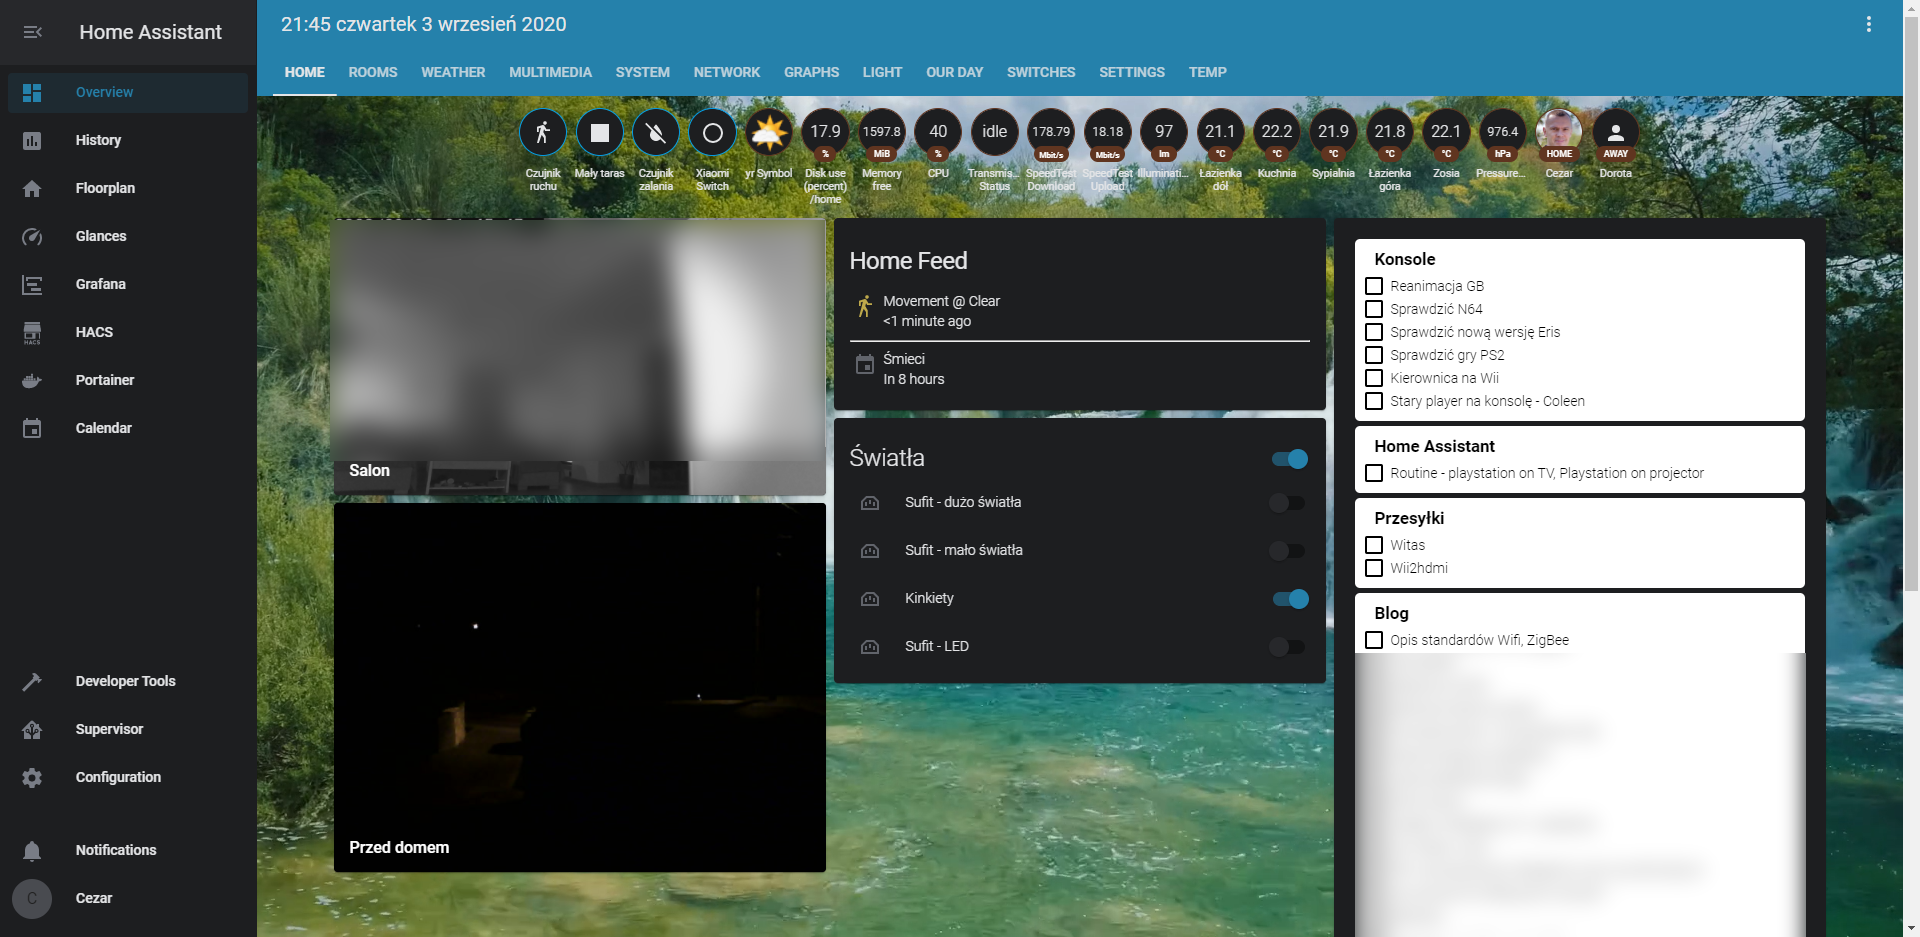 Home Assistant
21:45 czwartek 3 wrzesień 2020
HOME ROOMS WEATHER MULTIMEDIA SYSTEM NETWORK GRAPHS LIGHT OUR DAY SWITCHES SETTINGS TEMP
Overview
History
Floorplan
Glances
Grafana
HACS
HACS
Portainer
Calendar
Developer Tools
Supervisor
Configuration
Notifications
C
Cezar
Czujnik
ruchu
Mały taras
Czujnik
zalania
Xiaomi
Switch
yr Symbol
17.9
%
Disk use
(percent)
/home
1597.8
MiB
Memory
free
40
%
CPU
idle
Transmis...
Status
178.79
Mbit/s
SpeedTest
Download
18.18
Mbit/s
SpeedTest
Upload
97
lm
Illuminati...
21.1
°C
Łazienka
dół
22.2
°C
Kuchnia
21.9
°C
Sypialnia
21.8
°C
Łazienka
góra
22.1
°C
Zosia
976.4
hPa
Pressure...
HOME
Cezar
AWAY
Dorota
Salon
Przed domem
Home Feed
Movement @ Clear
<1 minute ago
Śmieci
In 8 hours
Światła
Sufit - dużo światła
Sufit - mało światła
Kinkiety
Sufit - LED
Konsole
Reanimacja GB
Sprawdzić N64
Sprawdzić nową wersję Eris
Sprawdzić gry PS2
Kierownica na Wii
Stary player na konsolę - Coleen
Home Assistant
Routine - playstation on TV, Playstation on projector
Przesyłki
Witas
Wii2hdmi
Blog
Opis standardów Wifi, ZigBee